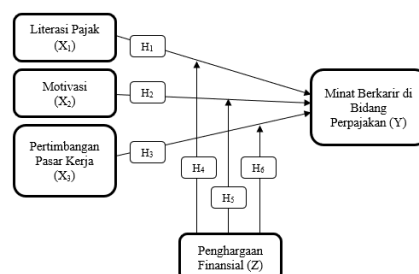 Literasi Pajak
(X₁)
H₁
Motivasi
(X₂)
H₂
Pertimbangan
Pasar Kerja
(X₃)
H₃
H₄
H₅
H₆
Minat Berkarir di
Bidang
Perpajakan (Y)
Penghargaan
Finansial (Z)